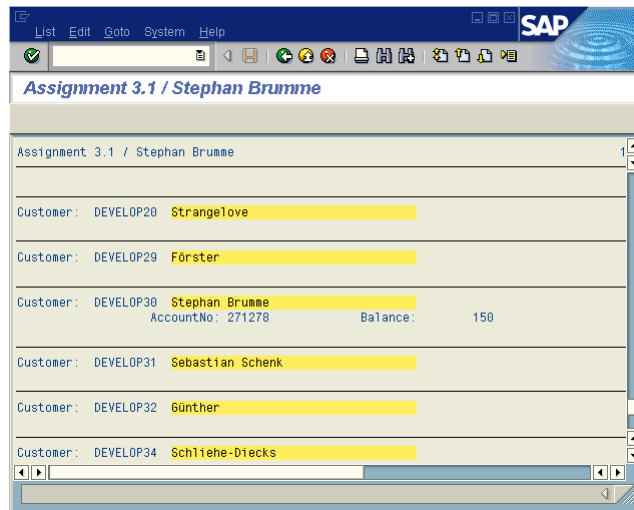 List Edit Goto System Help
SAP
Assignment 3.1 / Stephan Brumme
Assignment 3.1 / Stephan Brumme 1
Customer: DEVELOP20 Strangelove
Customer: DEVELOP29 Förster
Customer: DEVELOP30 Stephan Brumme
AccountNo: 271278 Balance: 150
Customer: DEVELOP31 Sebastian Schenk
Customer: DEVELOP32 Günther
Customer: DEVELOP34 Schliehe-Diecks